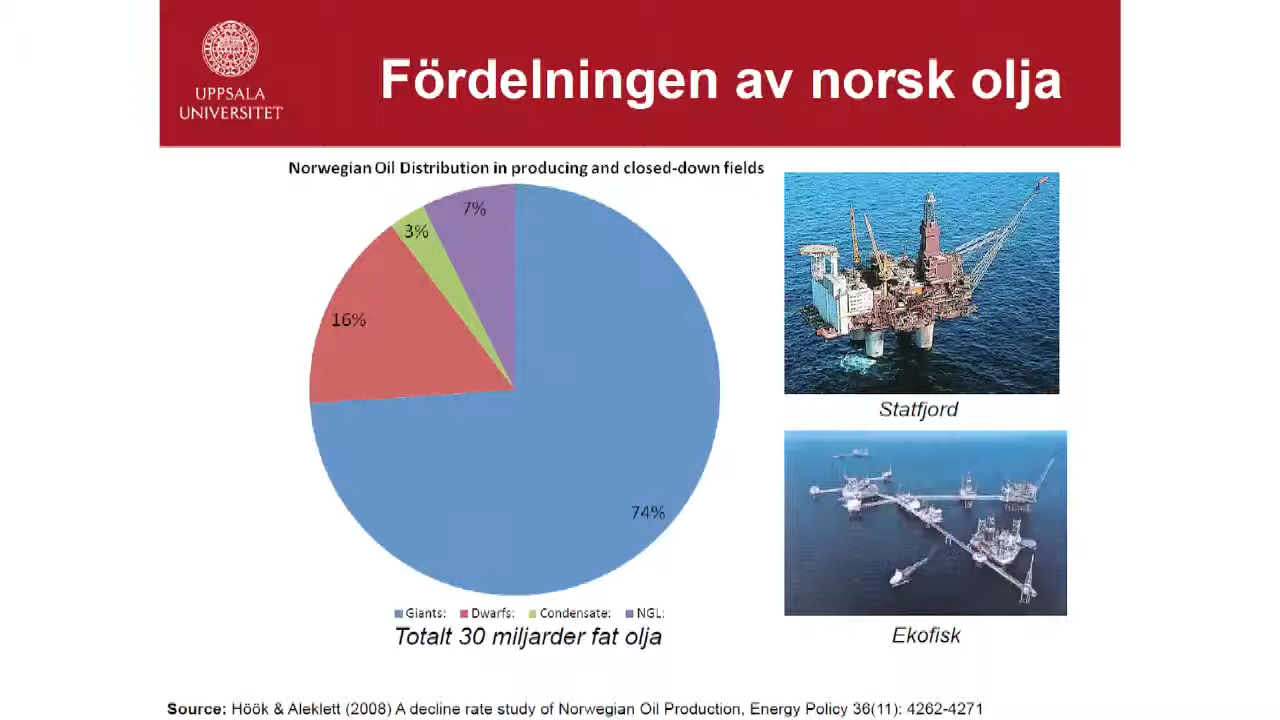 UPPSALA
UNIVERSITET
Fördelningen av norsk olja
Norwegian Oil Distribution in producing and closed-down fields
7%
3%
16%
74%
Giants: Dwarfs: Condensate: NGL:
Totalt 30 miljarder fat olja
Statfjord
Ekofisk
Source: Höök & Aleklett (2008) A decline rate study of Norwegian Oil Production, Energy Policy 36(11): 4262-4271